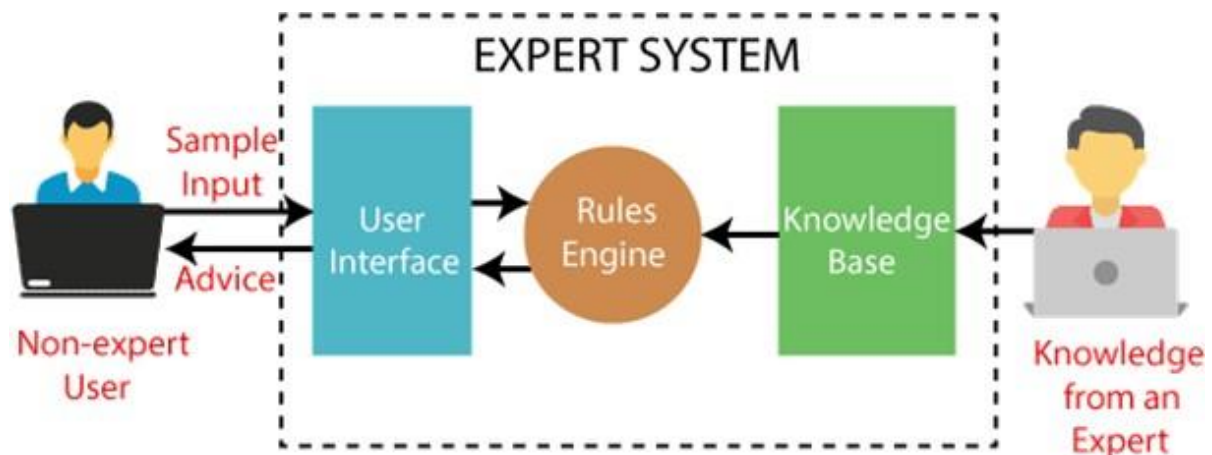 EXPERT SYSTEM
Sample
Input
Advice
Non-expert
User
User
Interface
Rules
Engine
Knowledge
Base
Knowledge
from an
Expert